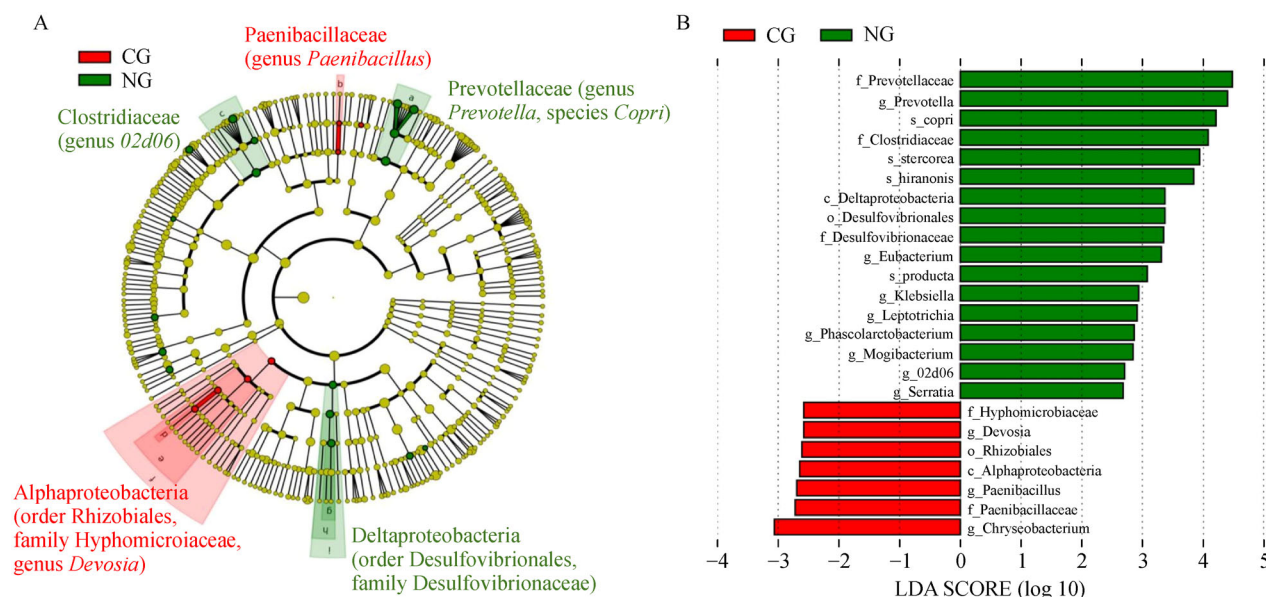 A
CG
NG
Paenibacillaceae
(genus Paenibacillus)
Clostridiaceae
(genus 02d06)
Prevotellaceae (genus
Prevotella, species Copri)
c
b
a
d
e
g
h
Alphaproteobacteria
(order Rhizobiales,
family Hyphomicroiaceae,
genus Devosia)
Deltaproteobacteria
(order Desulfovibrionales,
family Desulfovibrionaceae)
B
CG NG
f_Prevotellaceae
g_Prevotella
s_copri
f_Clostridiaceae
s_stercorea
s_hiranonis
c_Deltaproteobacteria
o_Desulfovibrionales
f_Desulfovibrionaceae
g_Eubacterium
s_producta
g_Klebsiella
g_Leptotrichia
g_Phascolarctobacterium
g_Mogibacterium
g_02d06
g_Serratia
f_Hyphomicrobiaceae
g_Devosia
o_Rhizobiales
c_Alphaproteobacteria
g_Paenibacillus
f_Paenibacillaceae
g_Chryseobacterium
−4 −3 −2 −1 0 1 2 3 4 5
LDA SCORE (log 10)